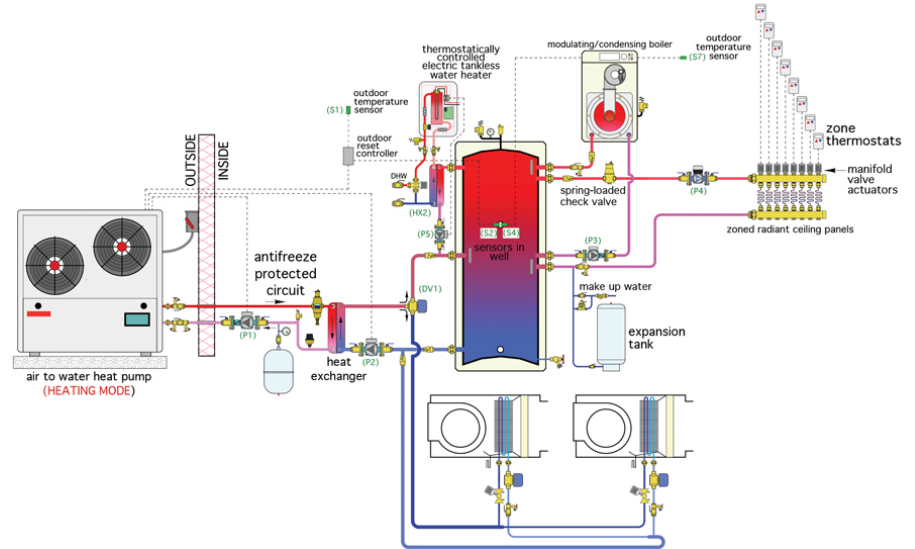 thermostatically
controlled
electric tankless
water heater
modulating/condensing boiler
(S7)
outdoor
temperature
sensor
outdoor
temperature
sensor
(S1)
outdoor
reset
controller
OUTSIDE
INSIDE
DHW
(HX2)
(P5)
spring-loaded
check valve
(P4)
zone
thermostats
manifold
valve
actuators
zoned radiant ceiling panels
(S2)
(S4)
sensors in
well
(P3)
antifreeze
protected
circuit
(DV1)
make up water
expansion
tank
(P1)
(P2)
heat
exchanger
air to water heat pump
(HEATING MODE)